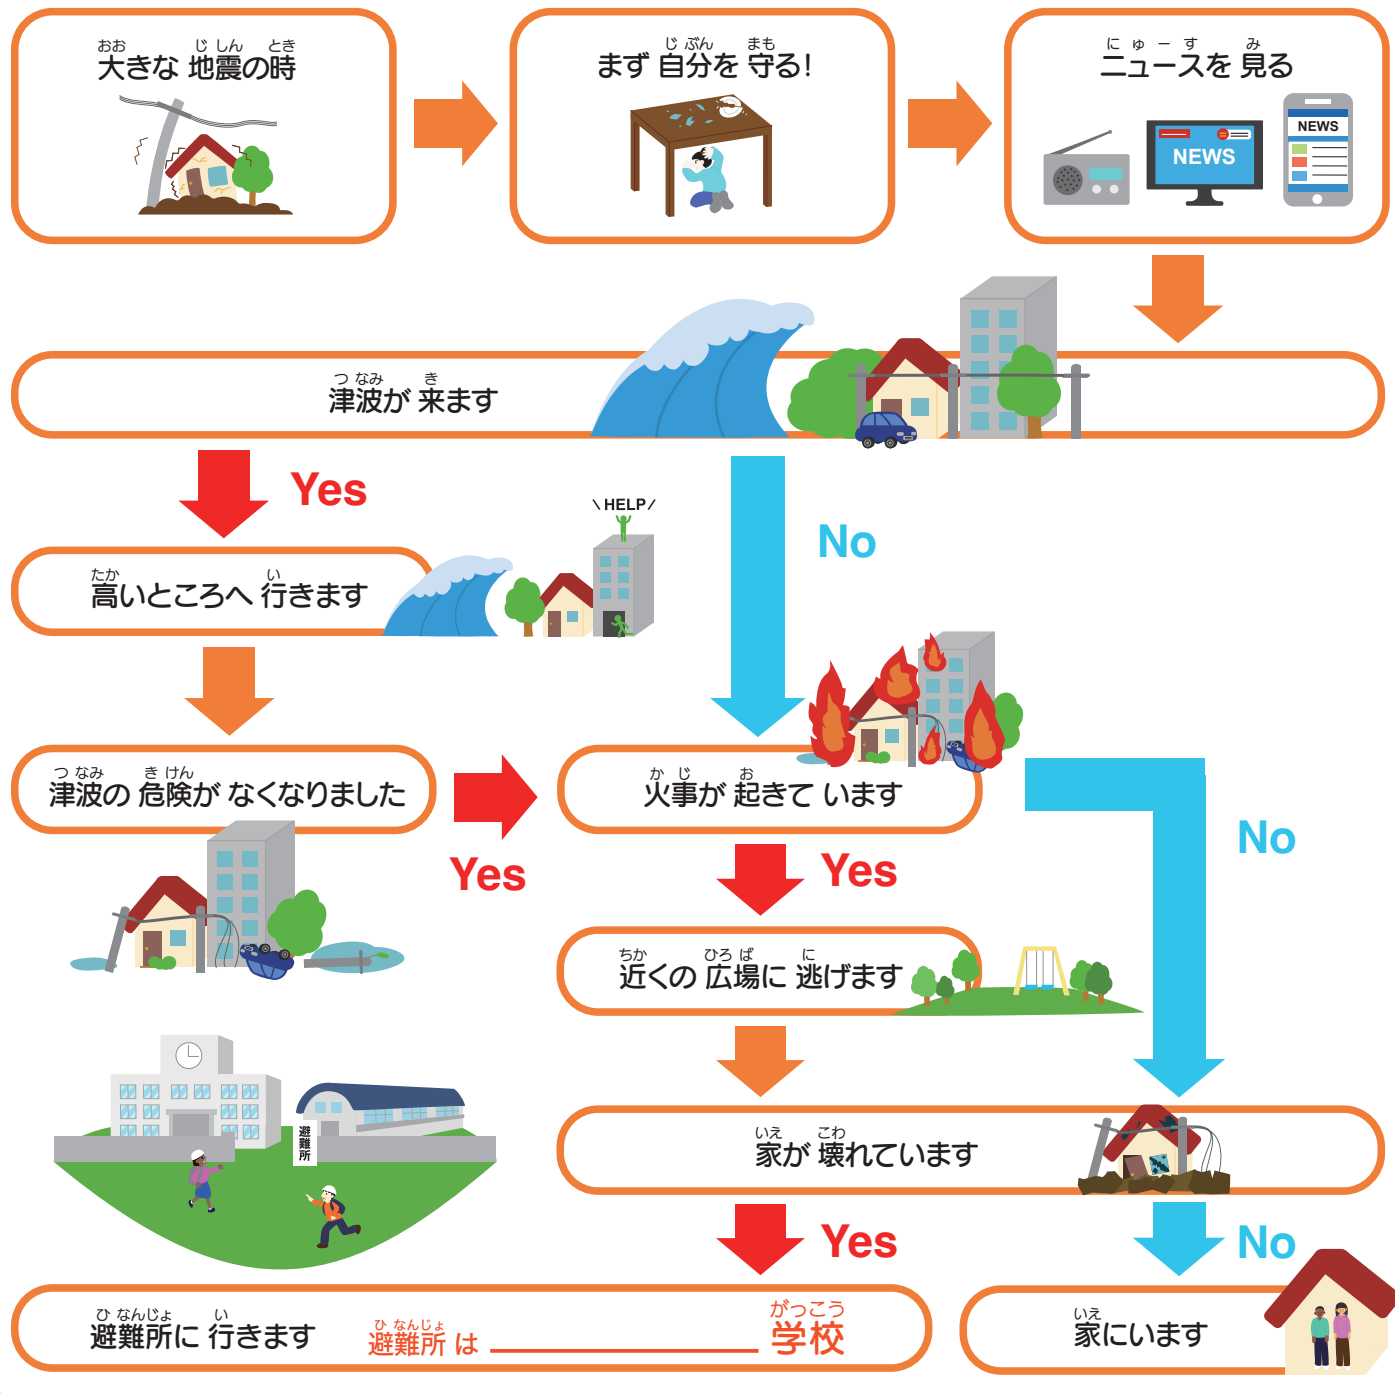 おお じしん とき
大きな 地震の時
じぶん まも
まず 自分を 守る！
にゅーす み
ニュースを 見る
NEWS
NEWS
つなみ き
津波が 来ます
Yes
No
\ HELP /
たか い
高いところへ 行きます
つなみ きけん
津波の 危険が なくなりました
Yes
かじ お
火事が 起きて います
No
Yes
ちか ひろば に
近くの 広場に 逃げます
避難所
いえ こわ
家が 壊れています
Yes
No
ひなんじょ い
避難所に 行きます
ひなんじょ がっこう
避難所 は ____________ 学校
いえ
家にいます